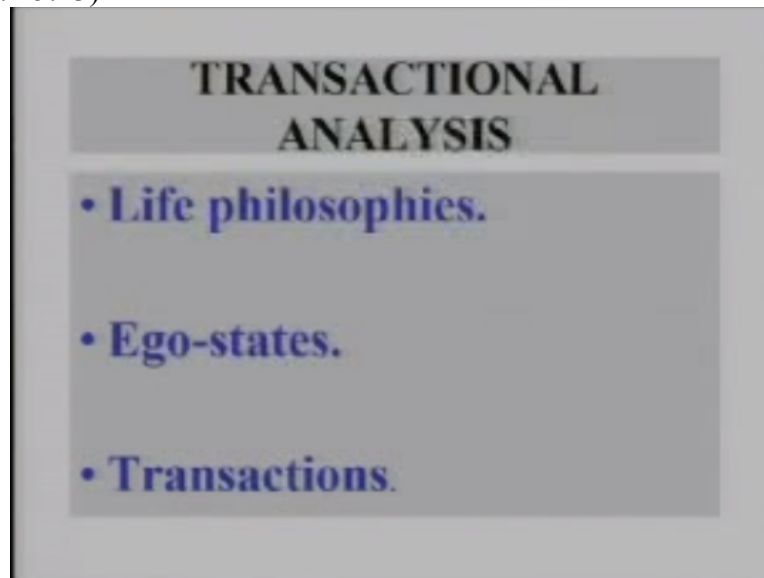 TRANSACTIONAL
ANALYSIS
• Life philosophies.
• Ego-states.
• Transactions.